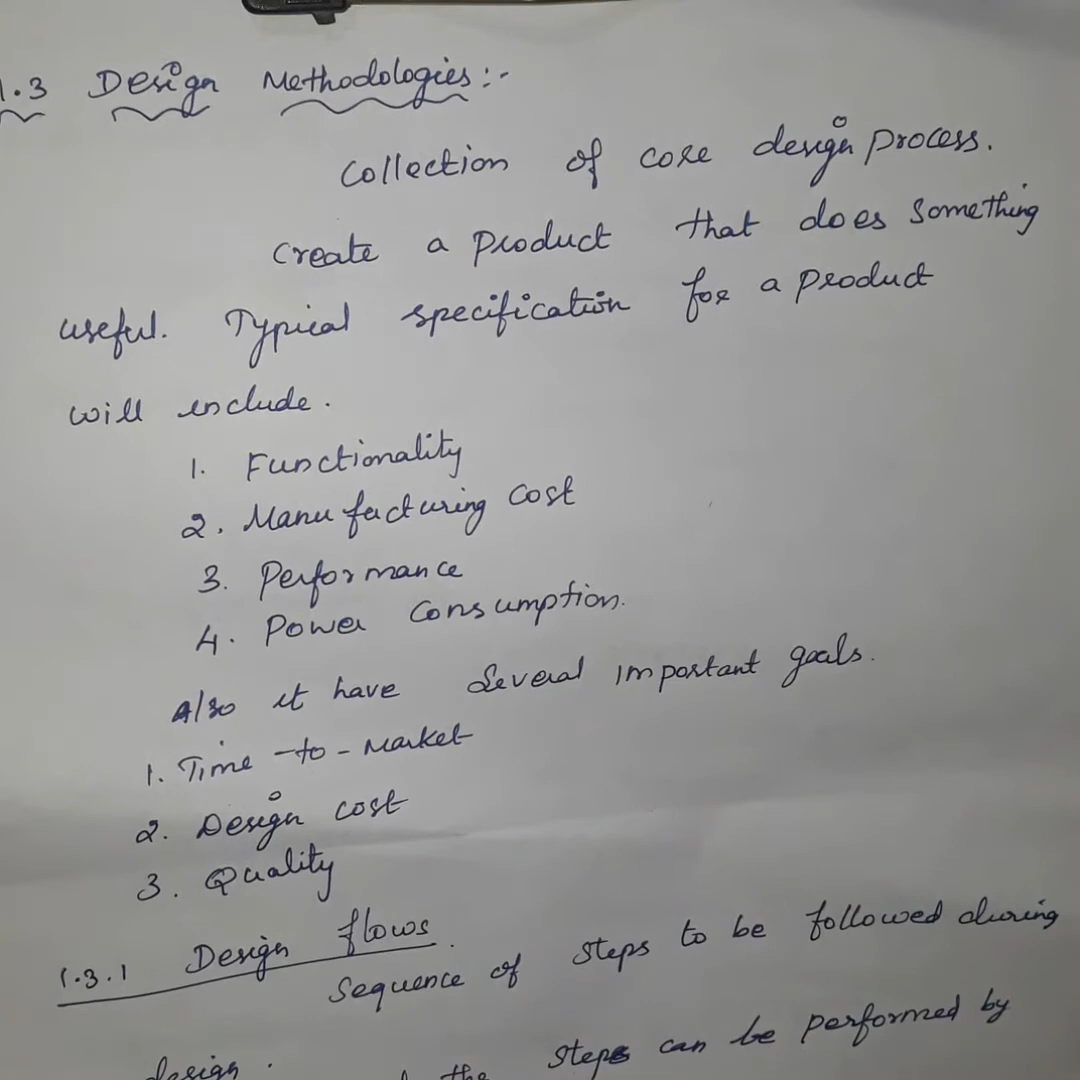 1.3 Design Methodologies:-
Collection of core design process.
Create a product that does something
useful. Typical specification for a product
will include.
1. Functionality
2. Manufacturing cost
3. Performance
4. Power Consumption.
Also it have several important goals.
1. Time-to-Market
2. Design cost
3. Quality
1.3.1 Design flows.
Sequence of steps to be followed during
design.
the steps can be performed by